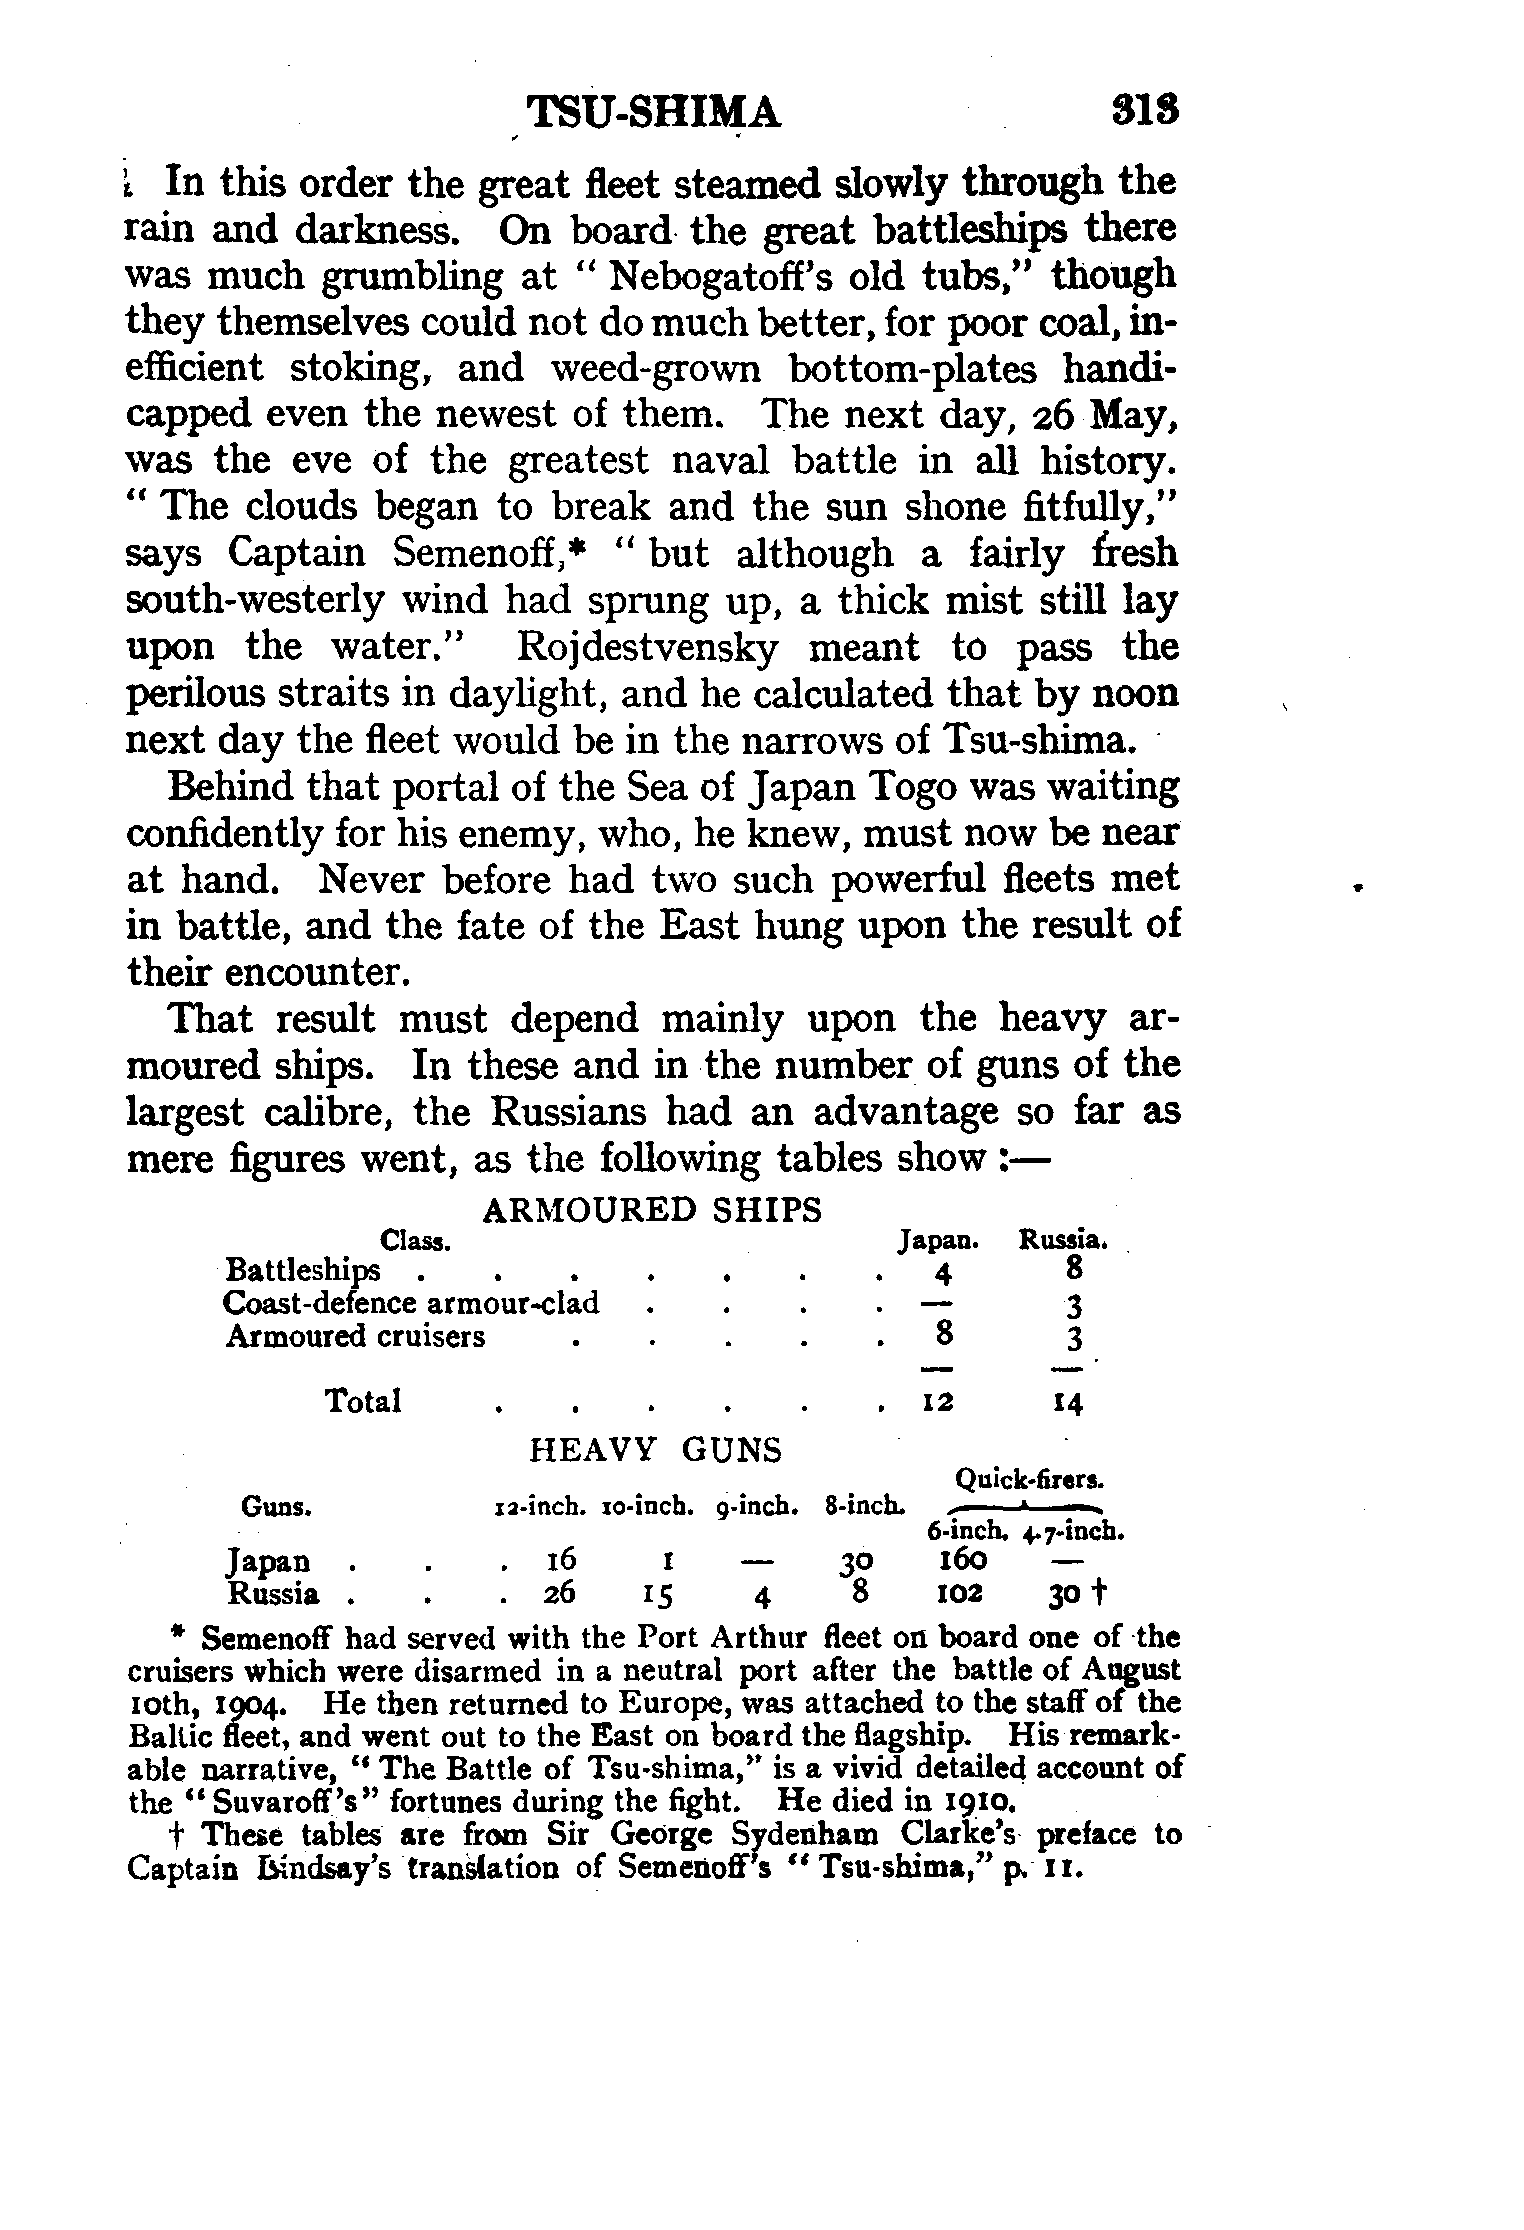 TSU-SHIMA 313
In this order the great fleet steamed slowly through the
rain and darkness. On board the great battleships there
was much grumbling at “ Nebogatoff’s old tubs,” though
they themselves could not do much better, for poor coal, in-
efficient stoking, and weed-grown bottom-plates handi-
capped even the newest of them. The next day, 26 May,
was the eve of the greatest naval battle in all history.
“ The clouds began to break and the sun shone fitfully,”
says Captain Semenoff,* “ but although a fairly fresh
south-westerly wind had sprung up, a thick mist still lay
upon the water.” Rojdestvensky meant to pass the
perilous straits in daylight, and he calculated that by noon
next day the fleet would be in the narrows of Tsu-shima.
Behind that portal of the Sea of Japan Togo was waiting
confidently for his enemy, who, he knew, must now be near
at hand. Never before had two such powerful fleets met
in battle, and the fate of the East hung upon the result of
their encounter.
That result must depend mainly upon the heavy ar-
moured ships. In these and in the number of guns of the
largest calibre, the Russians had an advantage so far as
mere figures went, as the following tables show :—
ARMOURED SHIPS
Class. Japan. Russia.
Battleships . . . . . . . 4 8
Coast-defence armour-clad . . . . — 3
Armoured cruisers . . . . . 8 3
— —
Total . . . . . . 12 14
HEAVY GUNS
Quick-firers.
Guns. 12-inch. 10-inch. 9-inch. 8-inch.
6-inch. 4.7-inch.
Japan . . . 16 1 — 30 160 —
Russia . . . 26 15 4 8 102 30 †
* Semenoff had served with the Port Arthur fleet on board one of the
cruisers which were disarmed in a neutral port after the battle of August
10th, 1904. He then returned to Europe, was attached to the staff of the
Baltic fleet, and went out to the East on board the flagship. His remark-
able narrative, “ The Battle of Tsu-shima,” is a vivid detailed account of
the “ Suvaroff’s ” fortunes during the fight. He died in 1910.
† These tables are from Sir George Sydenham Clarke’s preface to
Captain Lindsay’s translation of Semenoff’s “ Tsu-shima,” p. 11.